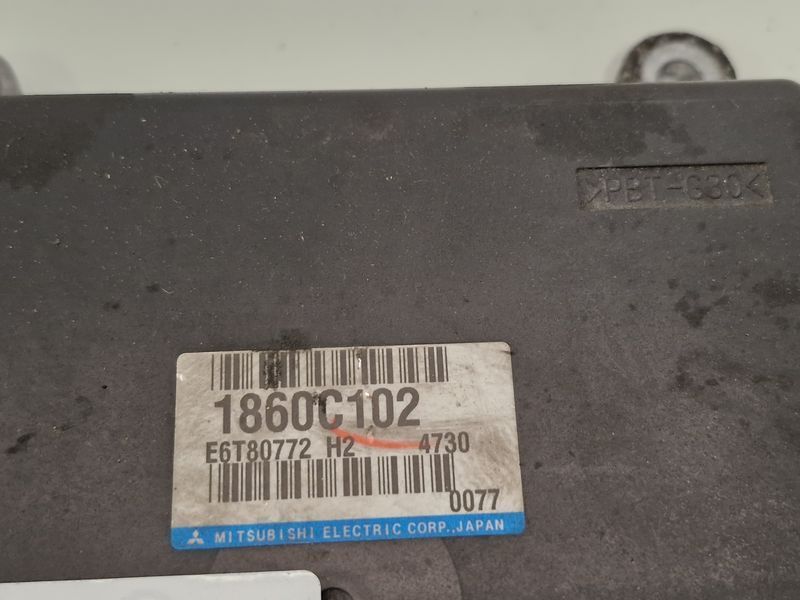 >PBT-G30<
1860C102
E6T80772 H2 4730
0077
MITSUBISHI ELECTRIC CORP., JAPAN